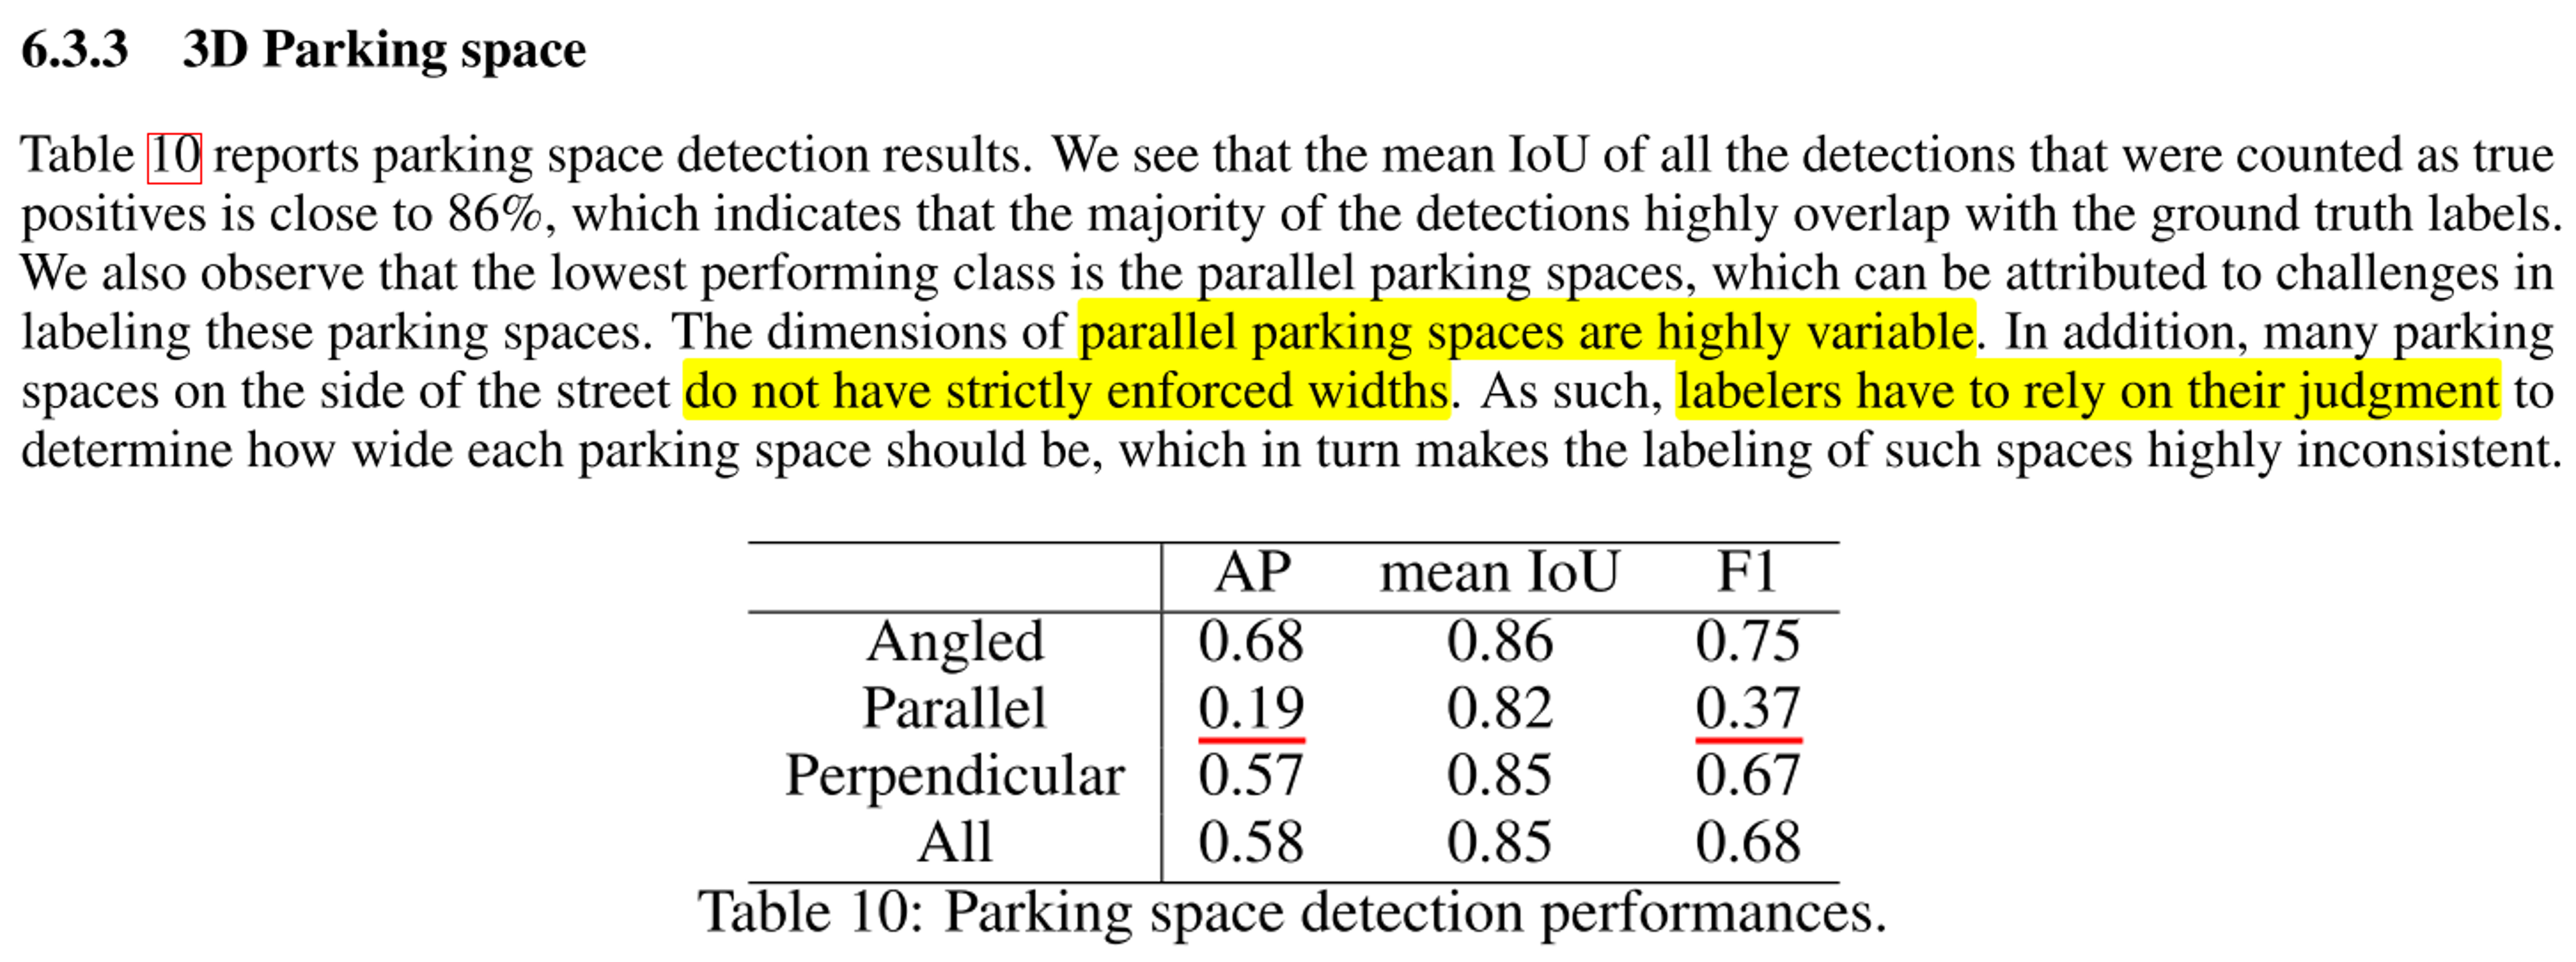 6.3.3 3D Parking space
Table 10 reports parking space detection results. We see that the mean IoU of all the detections that were counted as true
positives is close to 86%, which indicates that the majority of the detections highly overlap with the ground truth labels.
We also observe that the lowest performing class is the parallel parking spaces, which can be attributed to challenges in
labeling these parking spaces. The dimensions of parallel parking spaces are highly variable. In addition, many parking
spaces on the side of the street do not have strictly enforced widths. As such, labelers have to rely on their judgment to
determine how wide each parking space should be, which in turn makes the labeling of such spaces highly inconsistent.
AP mean IoU F1
Angled 0.68 0.86 0.75
Parallel 0.19 0.82 0.37
Perpendicular 0.57 0.85 0.67
All 0.58 0.85 0.68
Table 10: Parking space detection performances.